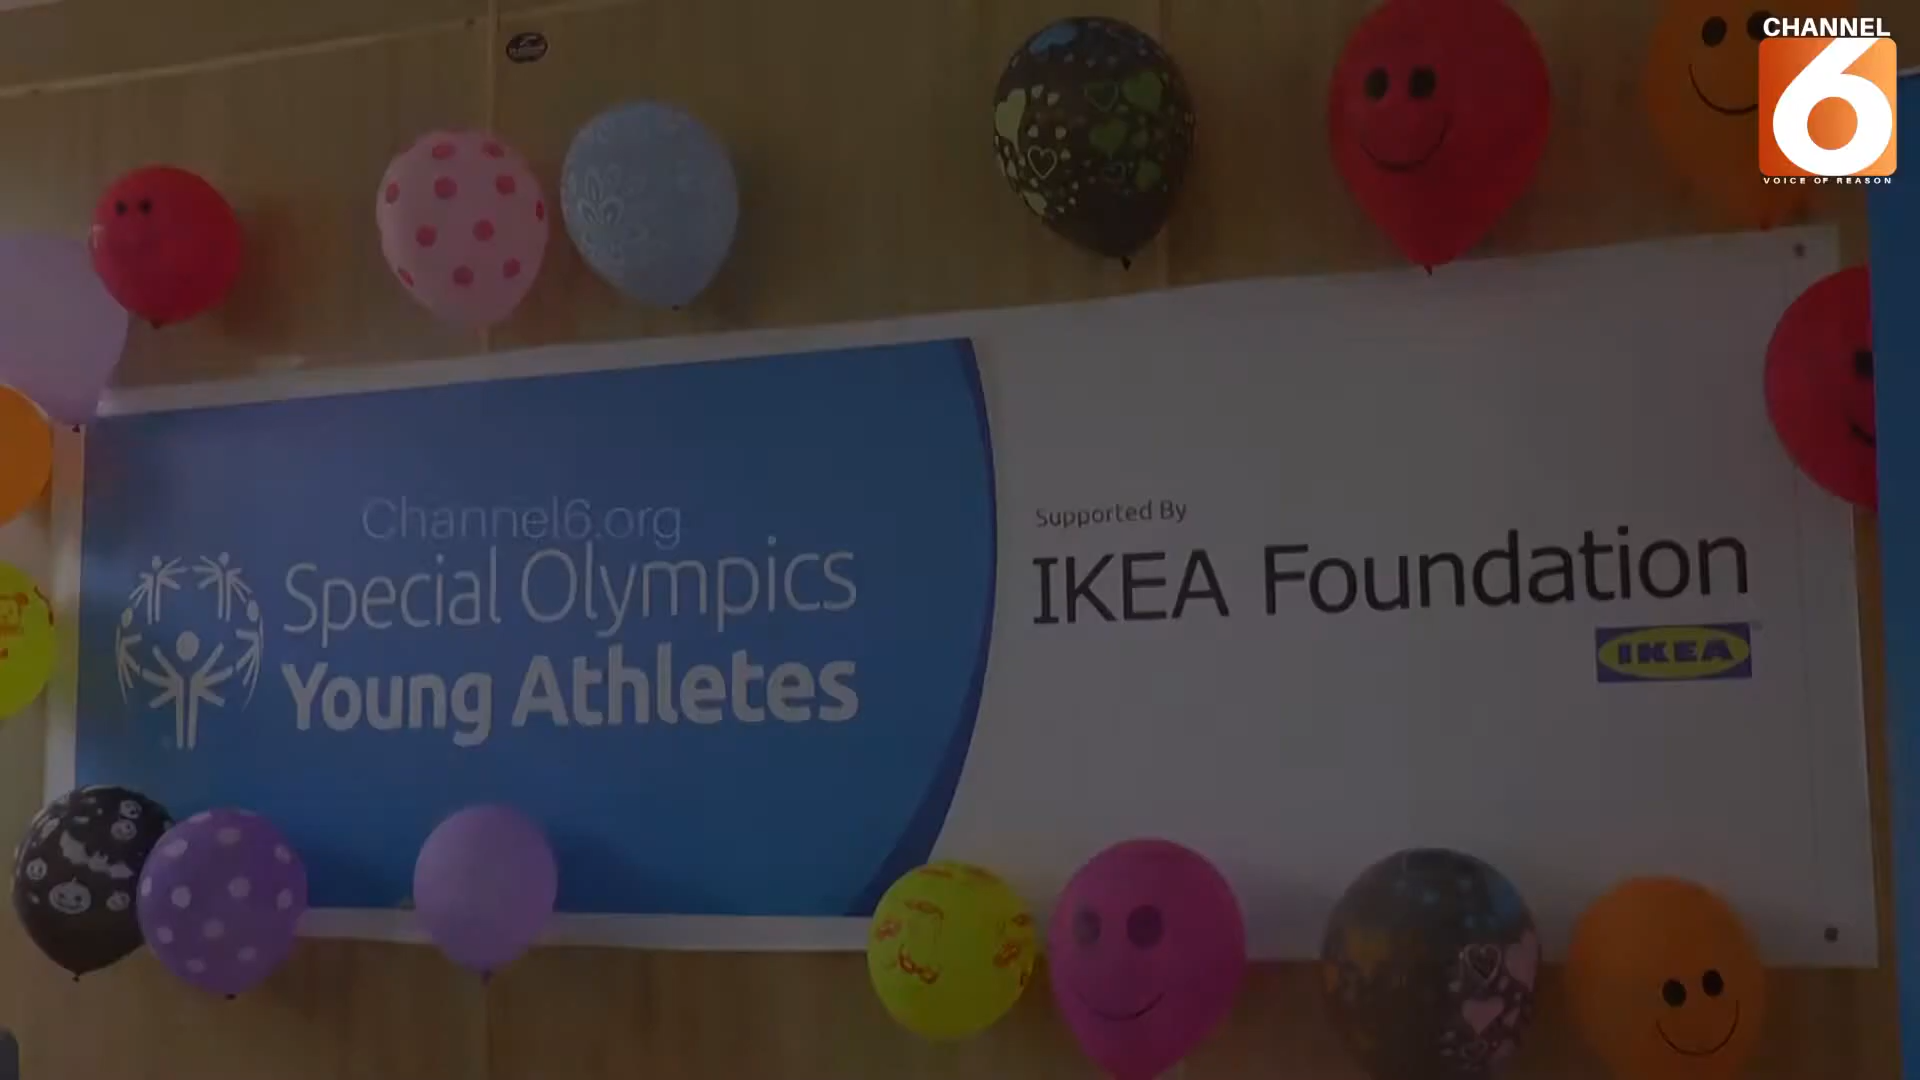 CHANNEL
6
VOICE OF REASON
Channel6.org
Special Olympics
Young Athletes
Supported By
IKEA Foundation
IKEA